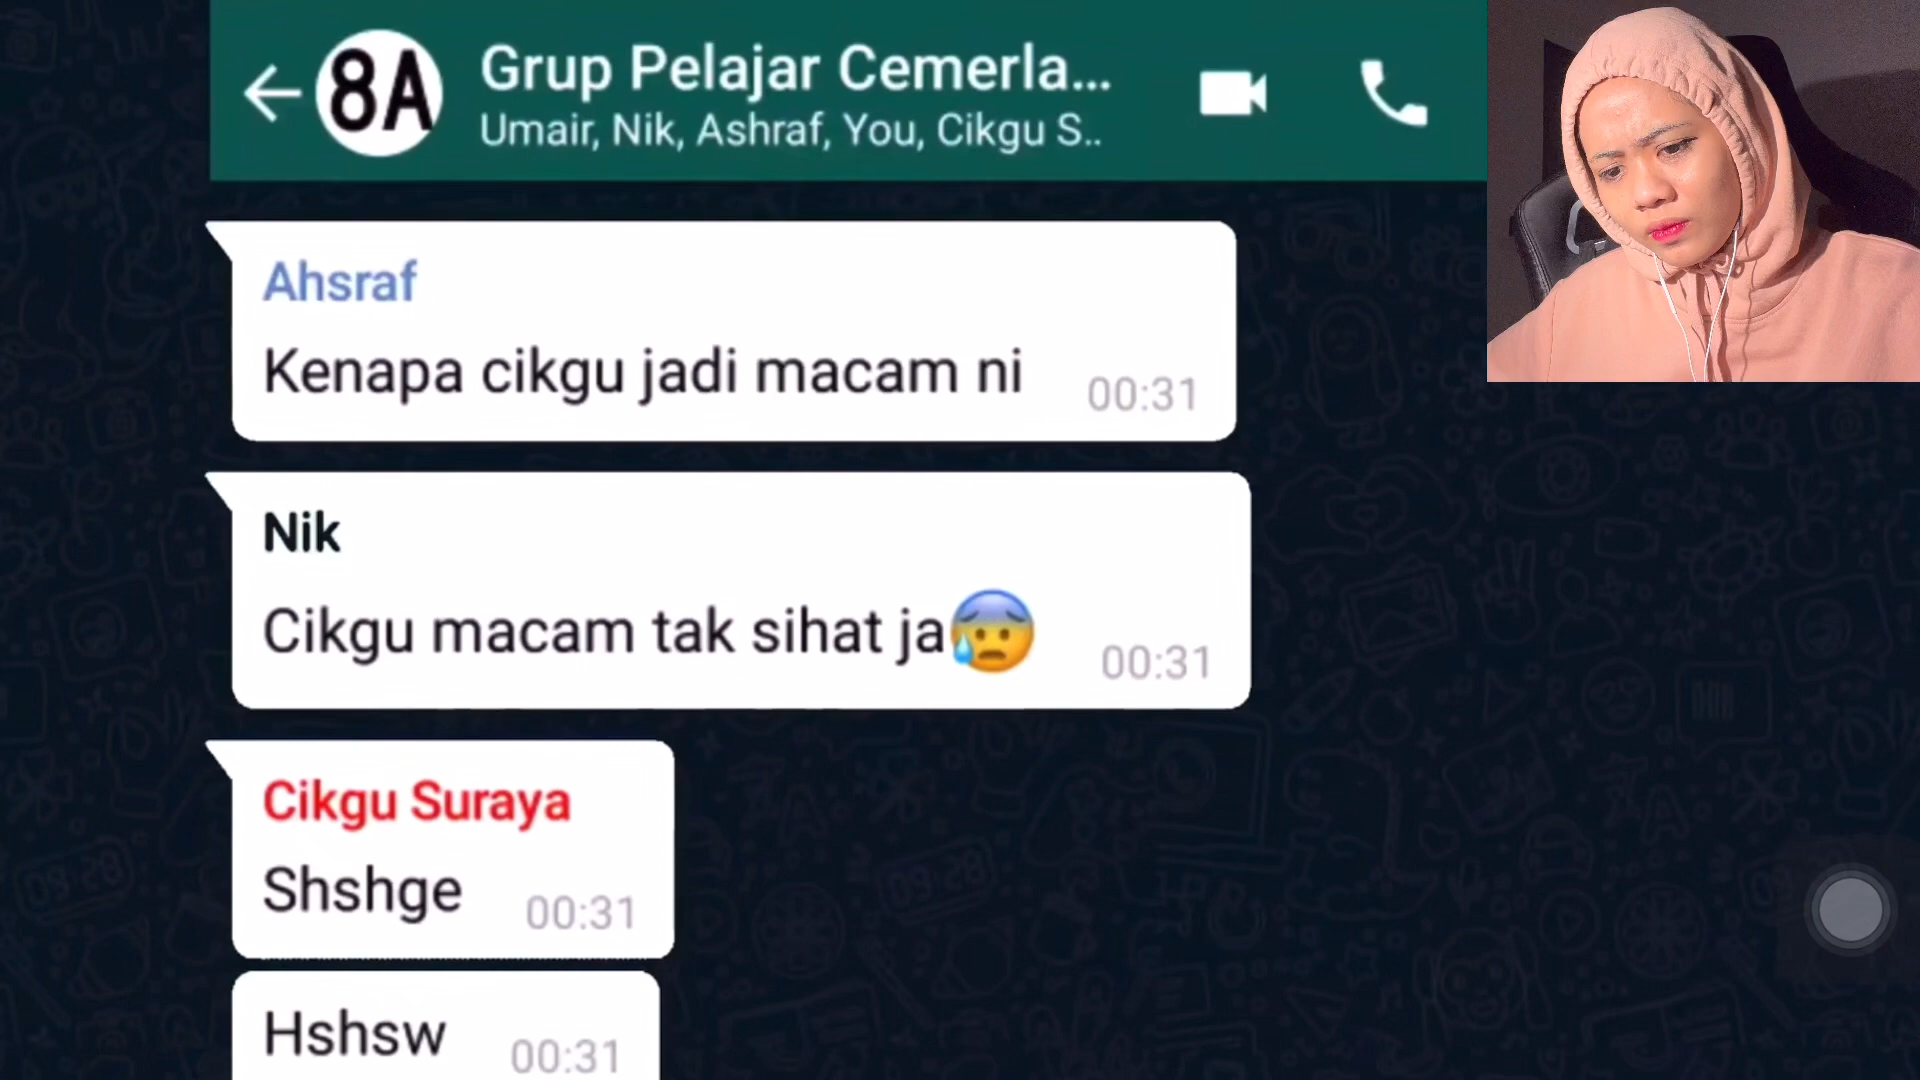 8A
Grup Pelajar Cemerla...
Umair, Nik, Ashraf, You, Cikgu S..
Ahsraf
Kenapa cikgu jadi macam ni
00:31
Nik
Cikgu macam tak sihat ja😰
00:31
Cikgu Suraya
Shshge
00:31
Hshsw
00:31